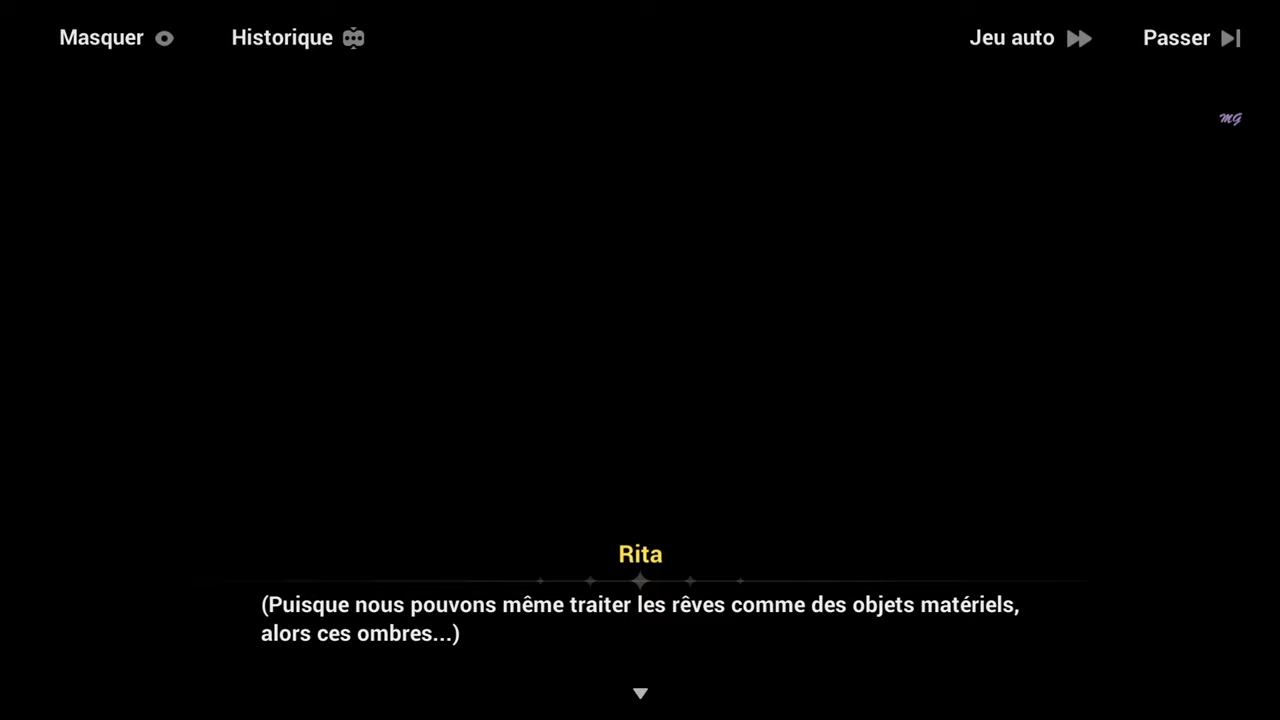 Masquer Historique Jeu auto Passer
MG
Rita
(Puisque nous pouvons même traiter les rêves comme des objets matériels,
alors ces ombres...)